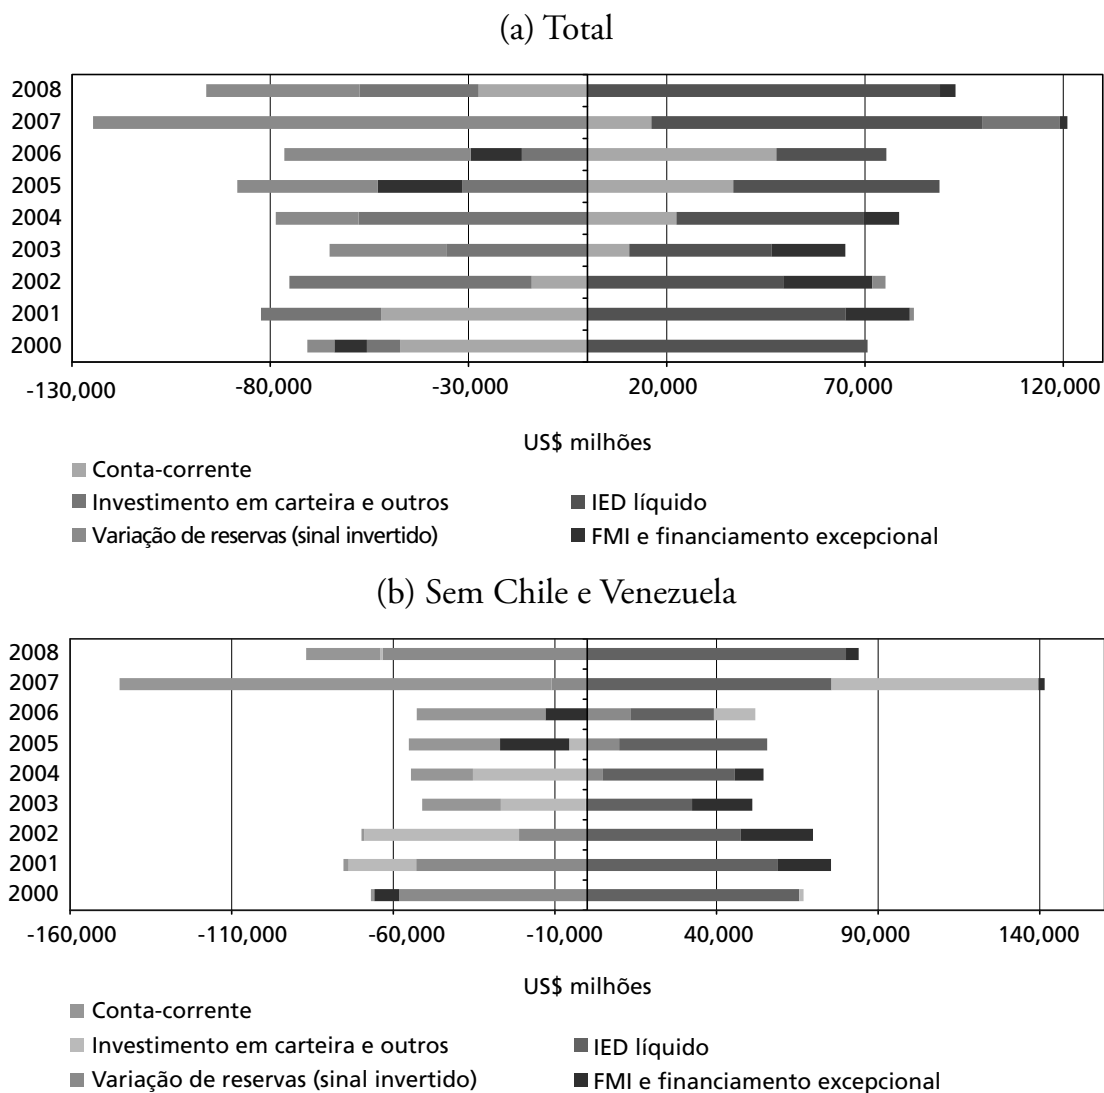 (a) Total
2008
2007
2006
2005
2004
2003
2002
2001
2000
-130,000 -80,000 -30,000 20,000 70,000 120,000
US$ milhões
Conta-corrente
Investimento em carteira e outros IED líquido
Variação de reservas (sinal invertido) FMI e financiamento excepcional
(b) Sem Chile e Venezuela
2008
2007
2006
2005
2004
2003
2002
2001
2000
-160,000 -110,000 -60,000 -10,000 40,000 90,000 140,000
US$ milhões
Conta-corrente
Investimento em carteira e outros IED líquido
Variação de reservas (sinal invertido) FMI e financiamento excepcional